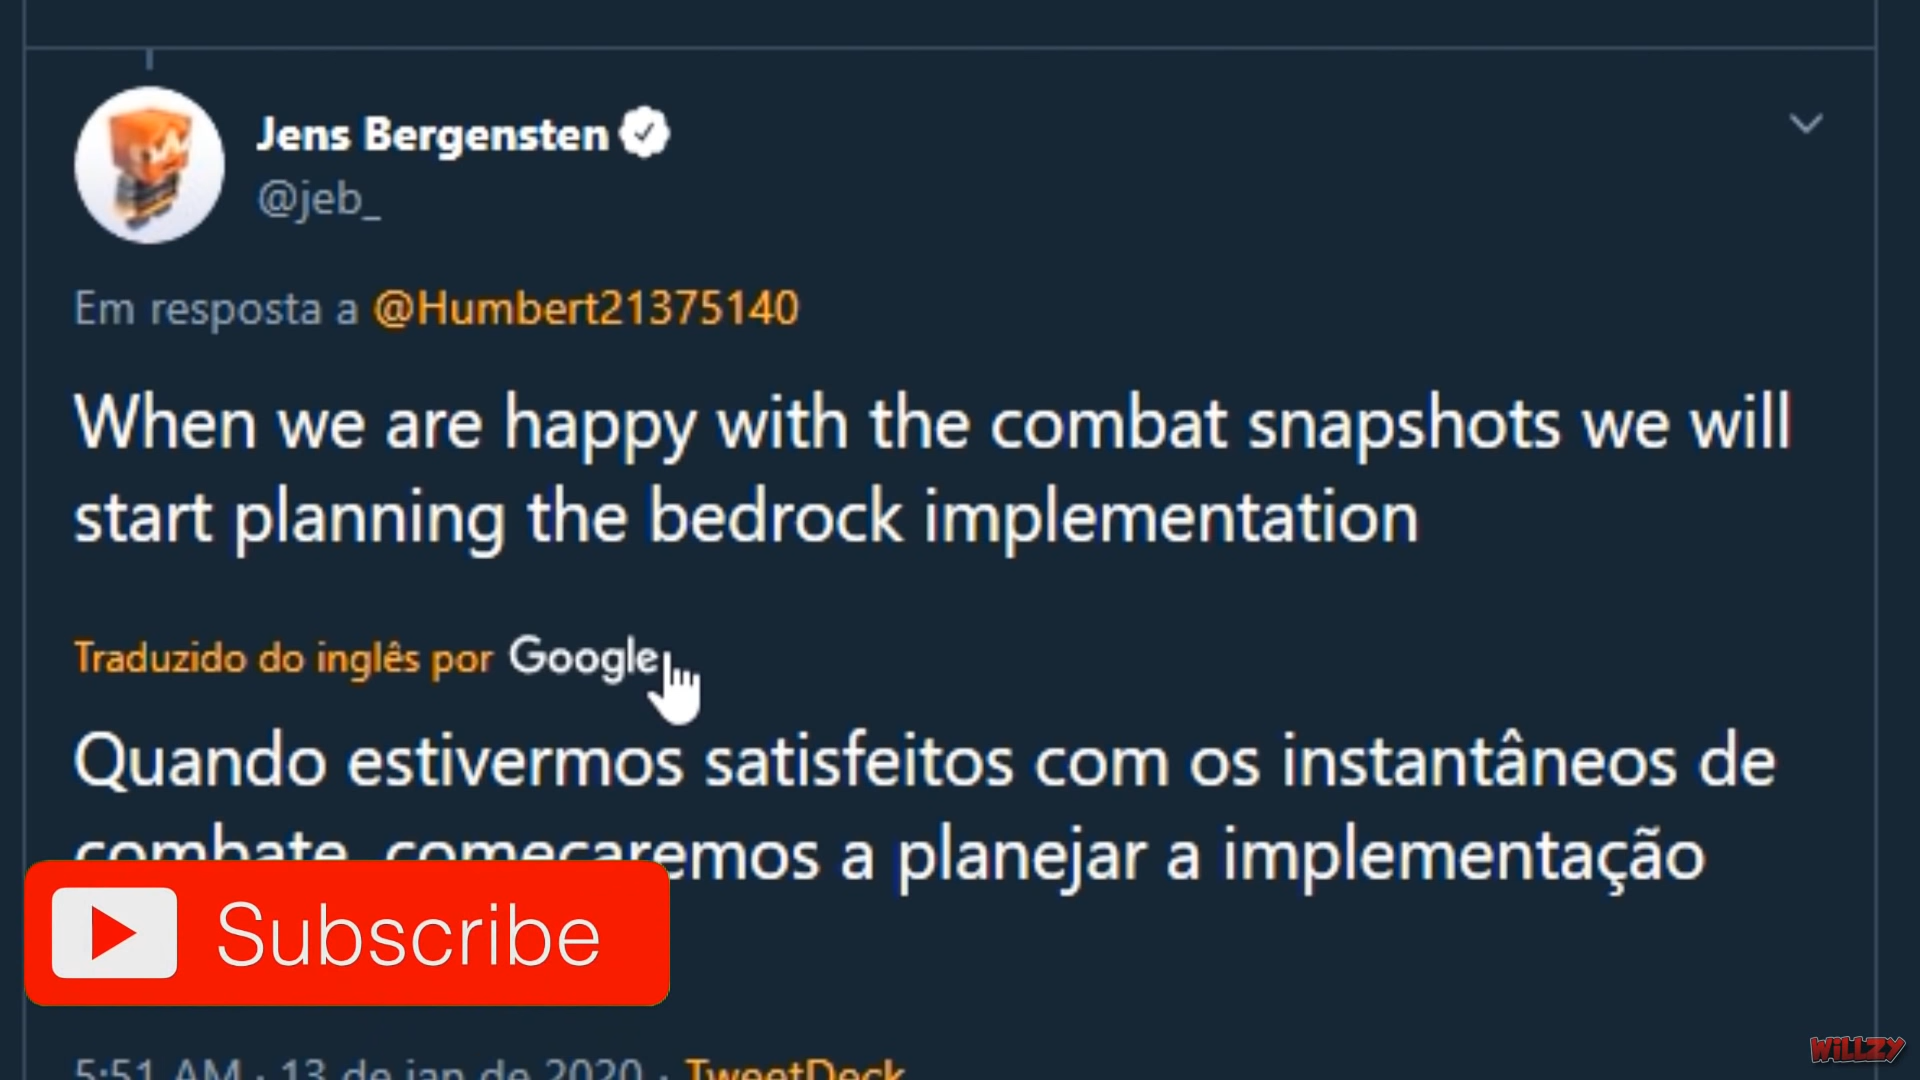 Jens Bergensten
@jeb_
Em resposta a @Humbert21375140
When we are happy with the combat snapshots we will
start planning the bedrock implementation
Traduzido do inglês por Google
Quando estivermos satisfeitos com os instantâneos de
combate, começaremos a planejar a implementação
Subscribe
5:51 AM · 13 de jan de 2020 · TweetDeck
WiLLZY